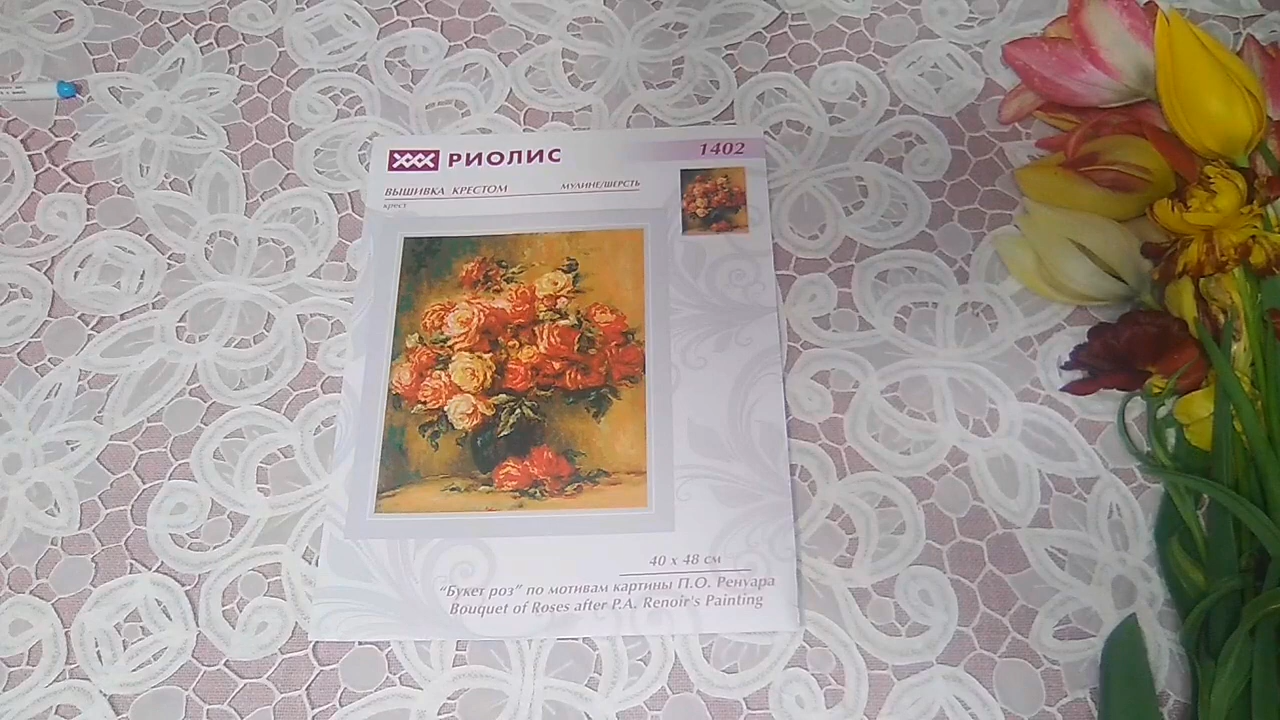 РИОЛИС
1402
ВЫШИВКА КРЕСТОМ
МУЛИНЕ/ШЕРСТЬ
крест
40 x 48 см
“Букет роз” по мотивам картины П.О. Ренуара
Bouquet of Roses after P.A. Renoir's Painting